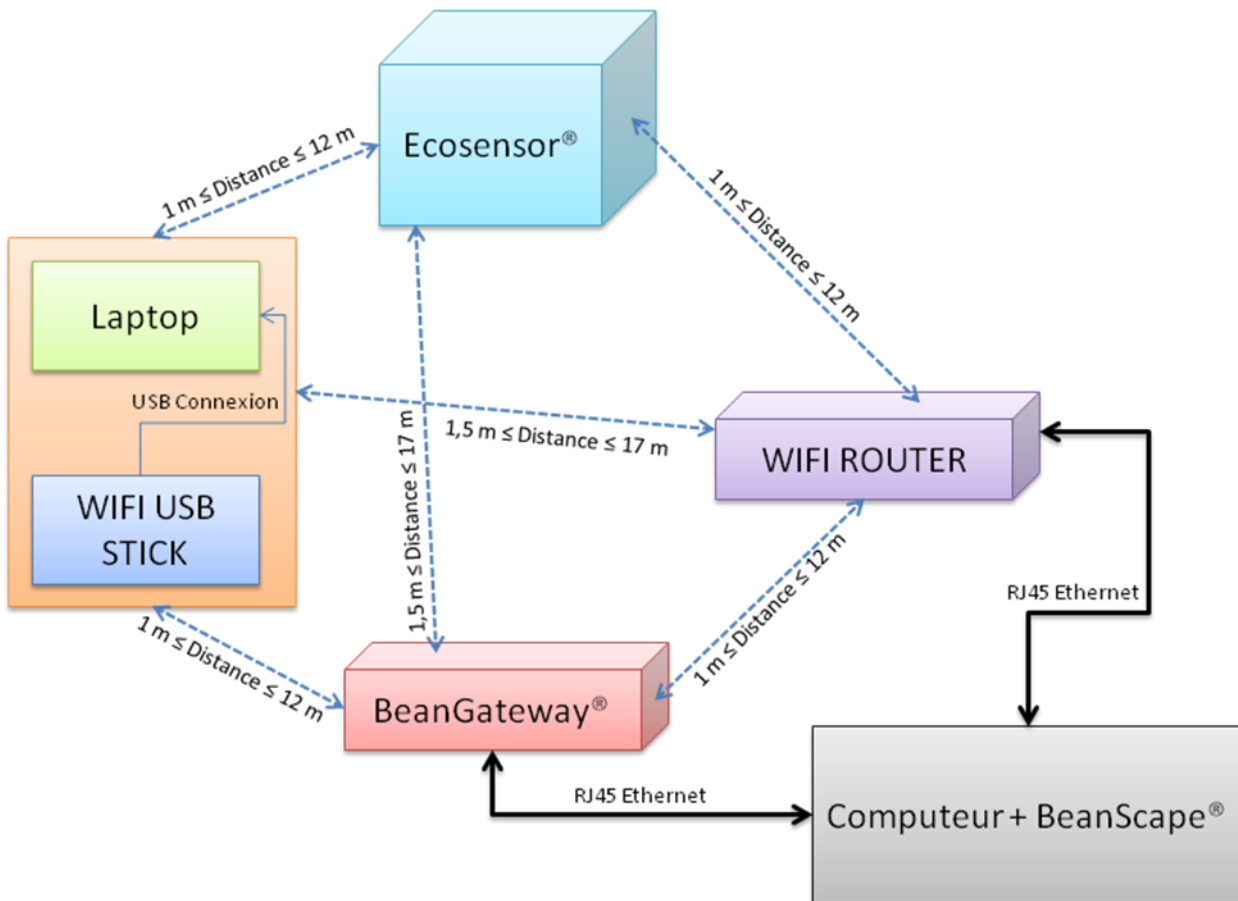 Ecosensor®
1 m ≤ Distance ≤ 12 m
1 m ≤ Distance ≤ 12 m
Laptop
USB Connexion
1,5 m ≤ Distance ≤ 17 m
1,5 m ≤ Distance ≤ 17 m
WIFI ROUTER
WIFI USB
STICK
1 m ≤ Distance ≤ 12 m
1 m ≤ Distance ≤ 12 m
RJ45 Ethernet
BeanGateway®
RJ45 Ethernet
Computeur + BeanScape®